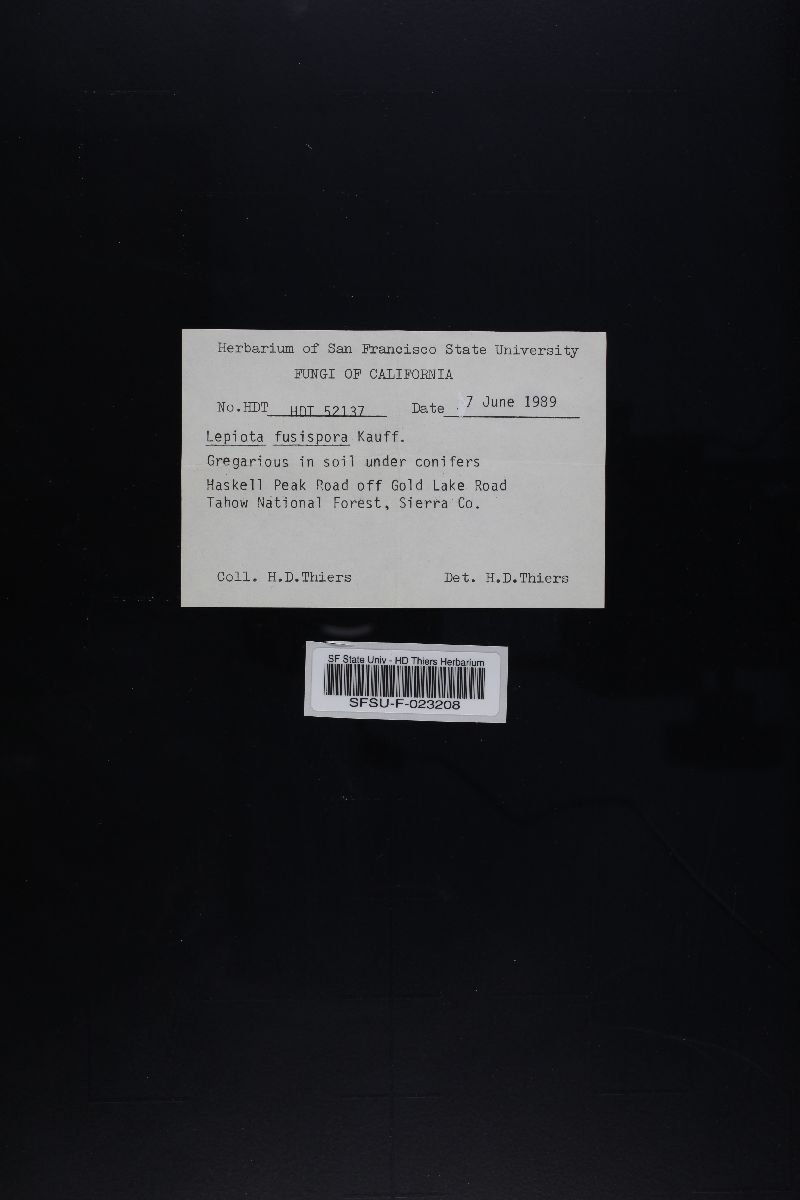 Herbarium of San Francisco State University
FUNGI OF CALIFORNIA
No.HDT HDT 52137 Date 7 June 1989
Lepiota fusispora Kauff.
Gregarious in soil under conifers
Haskell Peak Road off Gold Lake Road
Tahow National Forest, Sierra Co.
Coll. H.D.Thiers Det. H.D.Thiers
SF State Univ - HD Thiers Herbarium
SFSU-F-023208